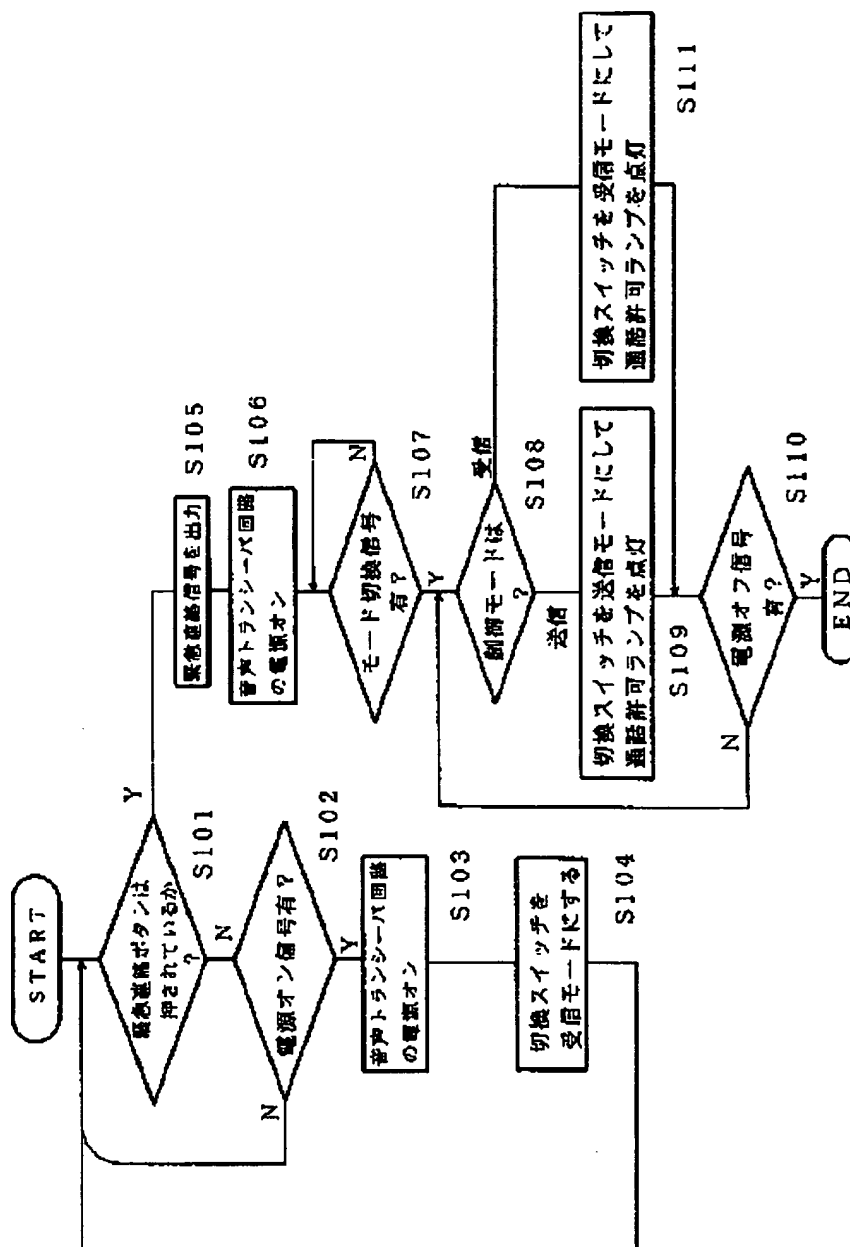 START
緊急連絡ボタンは
押されているか
?
Y
S101
N
電源オン信号有?
S102
N
Y
音声トランシーバ回路
の電源オン
S103
切換スイッチを
受信モードにする
S104
緊急連絡信号を出力
S105
音声トランシーバ回路
の電源オン
S106
モード切換信号
有?
N
S107
Y
制御モードは
?
受信
S108
送信
切換スイッチを送信モードにして
通話許可ランプを点灯
S109
切換スイッチを受信モードにして
通話許可ランプを点灯
S111
電源オフ信号
有?
S110
N
Y
END